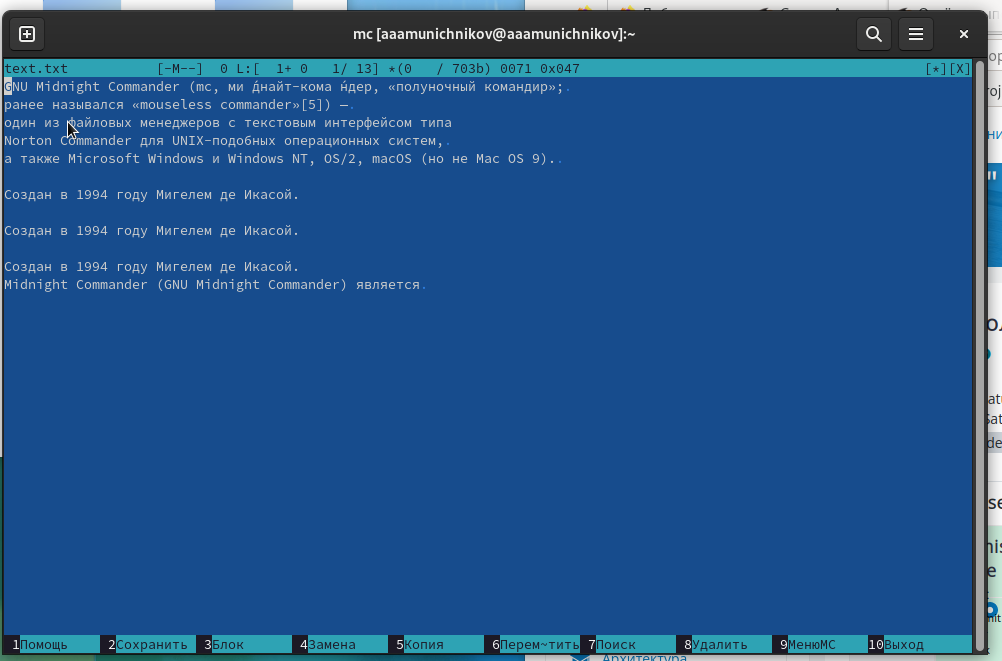 mc [aaamunichnikov@aaamunichnikov]:~
text.txt [-M--] 0 L:[ 1+ 0 1/ 13] *(0 / 703b) 0071 0x047 [*][X]
GNU Midnight Commander (mc, ми ́днайт-кома ́ндер, «полуночный командир»;.
ранее назывался «mouseless commander»[5]) —.
один из файловых менеджеров с текстовым интерфейсом типа
Norton Commander для UNIX-подобных операционных систем,.
а также Microsoft Windows и Windows NT, OS/2, macOS (но не Mac OS 9)..
Создан в 1994 году Мигелем де Икасой.
Создан в 1994 году Мигелем де Икасой.
Создан в 1994 году Мигелем де Икасой.
Midnight Commander (GNU Midnight Commander) является.
1Помощь 2Сохранить 3Блок 4Замена 5Копия 6Перем~тить 7Поиск 8Удалить 9МенюМС 10Выход
Архитектура